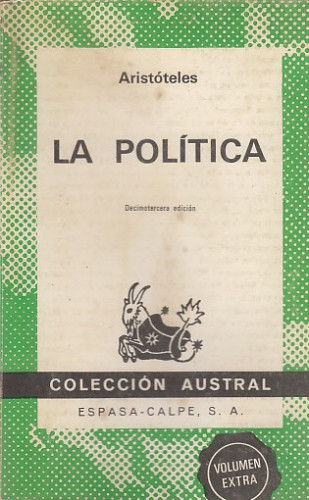 Aristóteles
LA POLÍTICA
Decimotercera edición
COLECCIÓN AUSTRAL
ESPASA-CALPE, S. A.
VOLUMEN
EXTRA